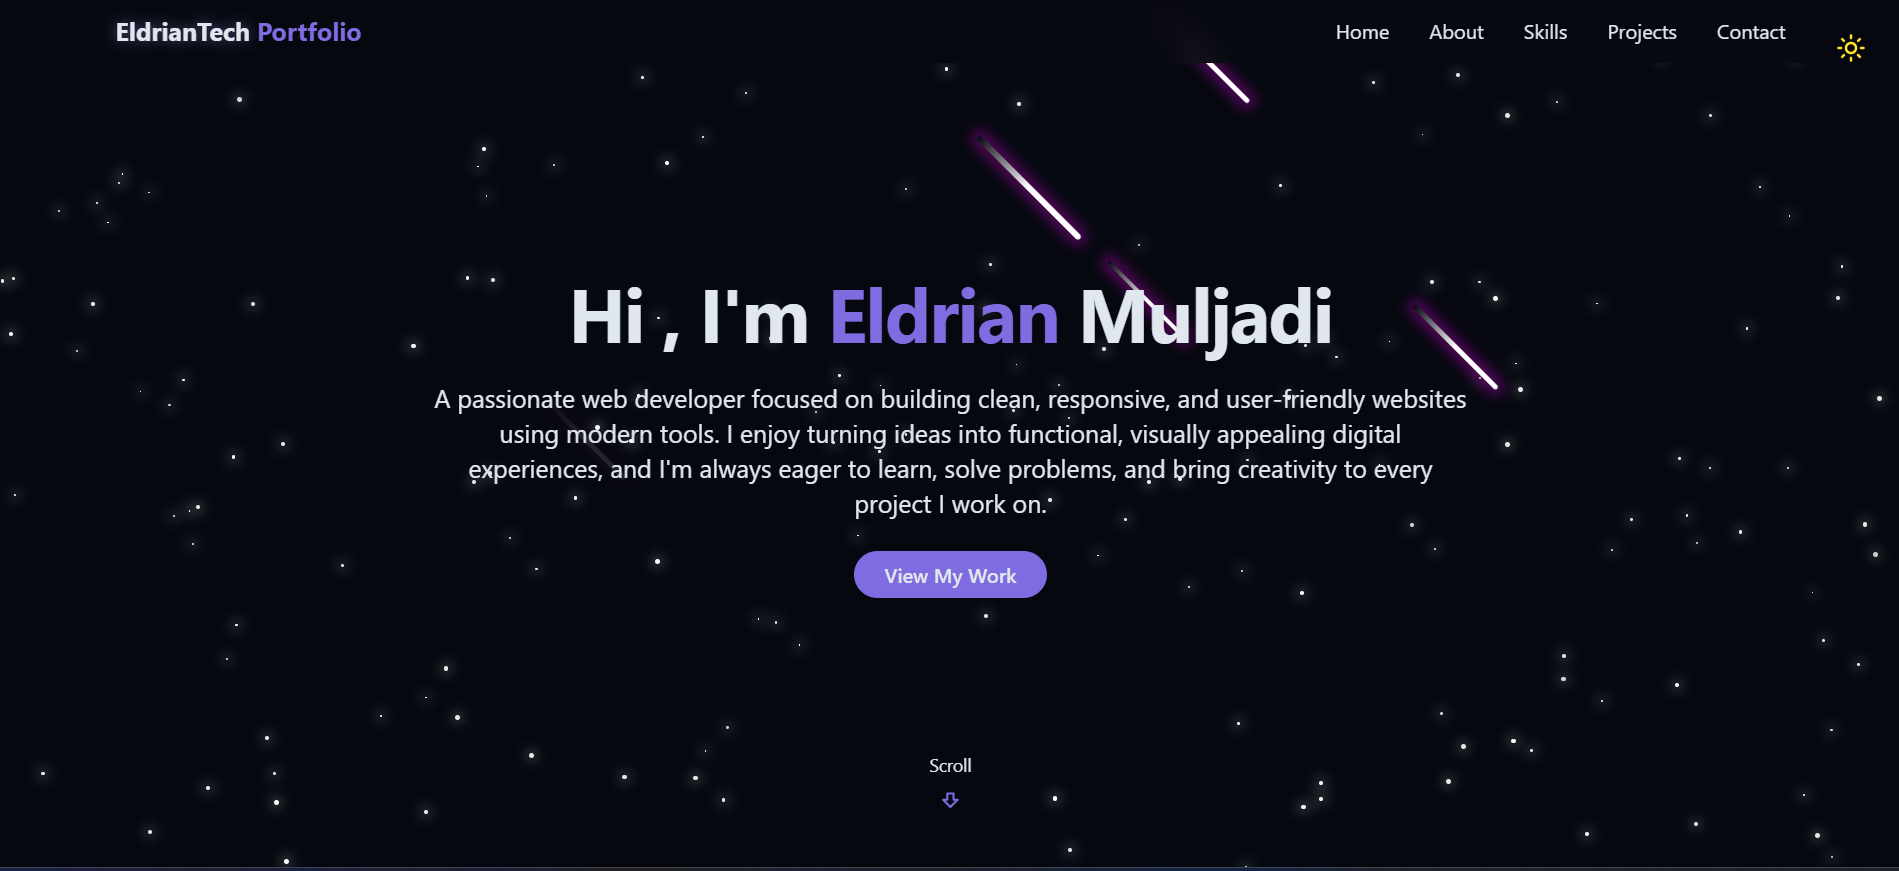 EldrianTech Portfolio
Home About Skills Projects Contact
Hi , I'm Eldrian Muljadi
A passionate web developer focused on building clean, responsive, and user-friendly websites
using modern tools. I enjoy turning ideas into functional, visually appealing digital
experiences, and I'm always eager to learn, solve problems, and bring creativity to every
project I work on.
View My Work
Scroll